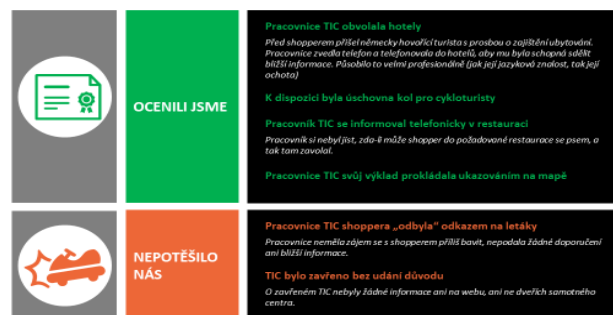 OCENILI JSME
Pracovnice TIC obvolala hotely
Před shopperem přišel německy hovořící turista s prosbou o zajištění ubytování.
Pracovnice zvedla telefon a telefonovala do hotelů, aby mu byla schopná sdělit
bližší informace. Působilo to velmi profesionálně (jak její jazyková znalost, tak její
ochota)
K dispozici byla úschovna kol pro cykloturisty
Pracovník TIC se informoval telefonicky v restauraci
Pracovník si nebyl jist, zda-li může shopper do požadované restaurace se psem, a
tak tam zavolal.
Pracovnice TIC svůj výklad prokládala ukazováním na mapě
NEPOTĚŠILO
NÁS
Pracovnice TIC shoppera „odbyla" odkazem na letáky
Pracovnice neměla zájem se s shopperem příliš bavit, nepodala žádné doporučení
ani bližší informace.
TIC bylo zavřeno bez udání důvodu
O zavřeném TIC nebyly žádné informace ani na webu, ani ne dveřích samotného
centra.